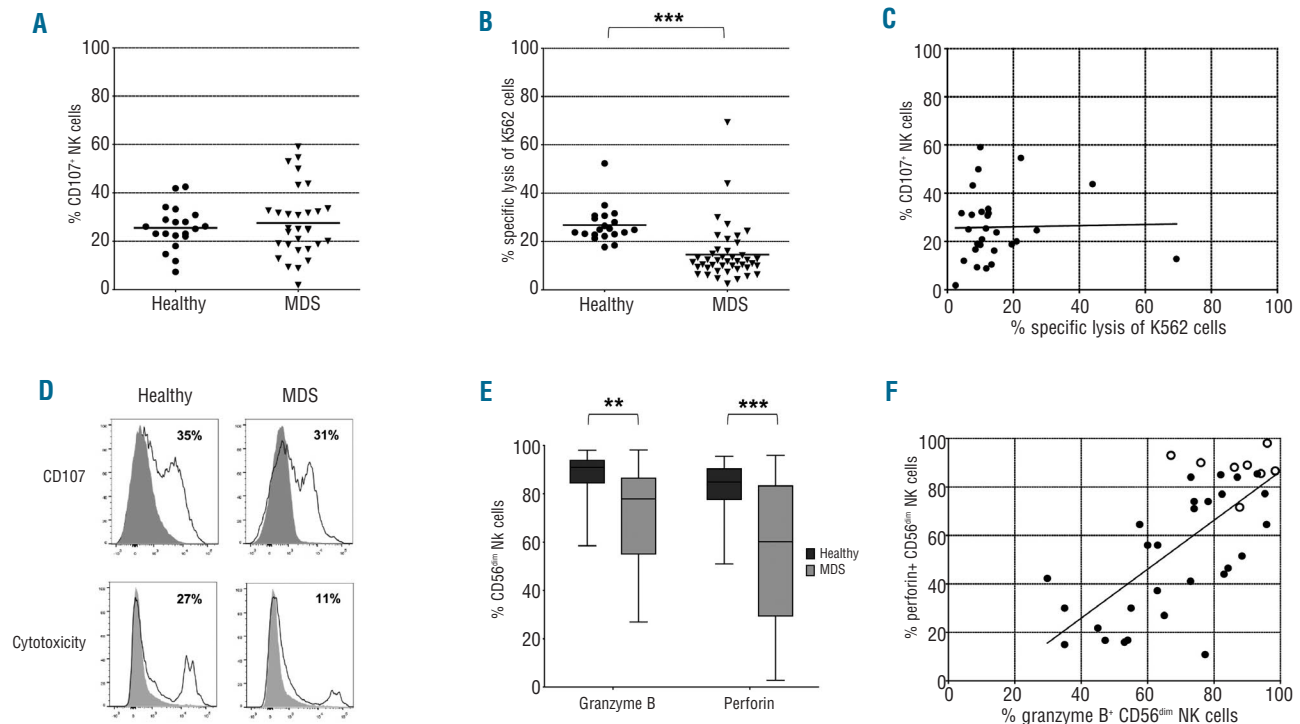 A
100
80
60
40
20
0
% CD107⁺ NK cells
Healthy
MDS
B
***
100
80
60
40
20
0
% specific lysis of K562 cells
Healthy
MDS
C
100
80
60
40
20
0
% CD107⁺ NK cells
0
20
40
60
80
100
% specific lysis of K562 cells
D
Healthy
MDS
CD107
35%
31%
Cytotoxicity
27%
11%
E
**
***
100
80
60
40
20
0
% CD56ᵈⁱᵐ Nk cells
Granzyme B
Perforin
Healthy
MDS
F
100
80
60
40
20
0
% perforin+ CD56ᵈⁱᵐ NK cells
0
20
40
60
80
100
% granzyme B⁺ CD56ᵈⁱᵐ NK cells